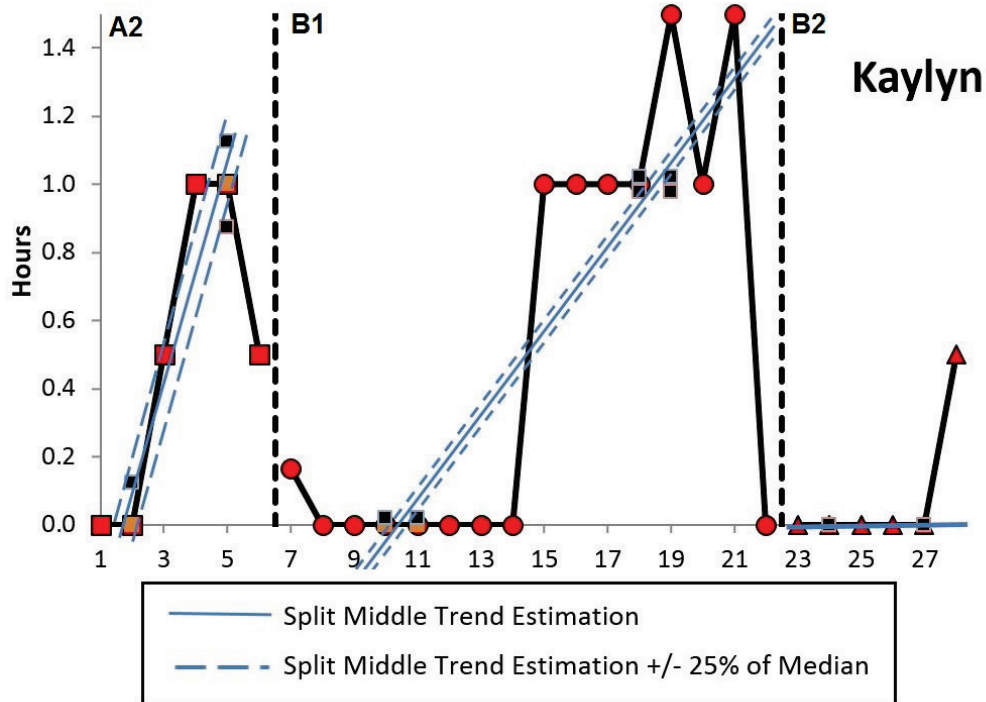 A2
B1
B2
Kaylyn
Hours
1.4
1.2
1.0
0.8
0.6
0.4
0.2
0.0
1 3 5 7 9 11 13 15 17 19 21 23 25 27
Split Middle Trend Estimation
Split Middle Trend Estimation +/- 25% of Median